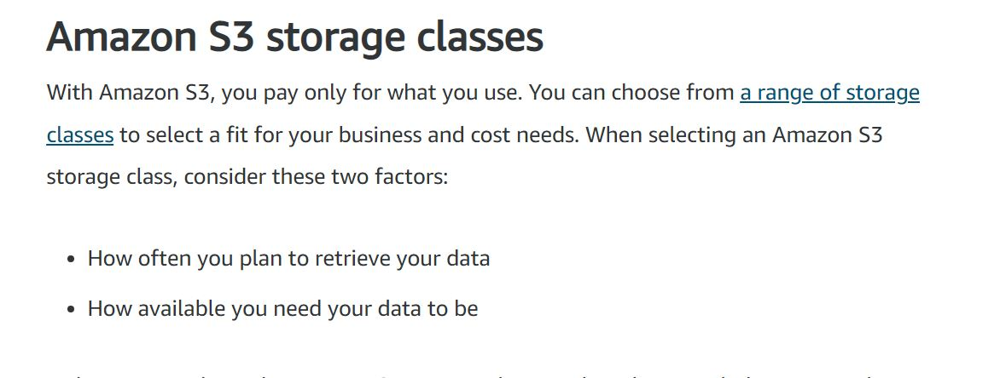 Amazon S3 storage classes
With Amazon S3, you pay only for what you use. You can choose from a range of storage
classes to select a fit for your business and cost needs. When selecting an Amazon S3
storage class, consider these two factors:
• How often you plan to retrieve your data
• How available you need your data to be